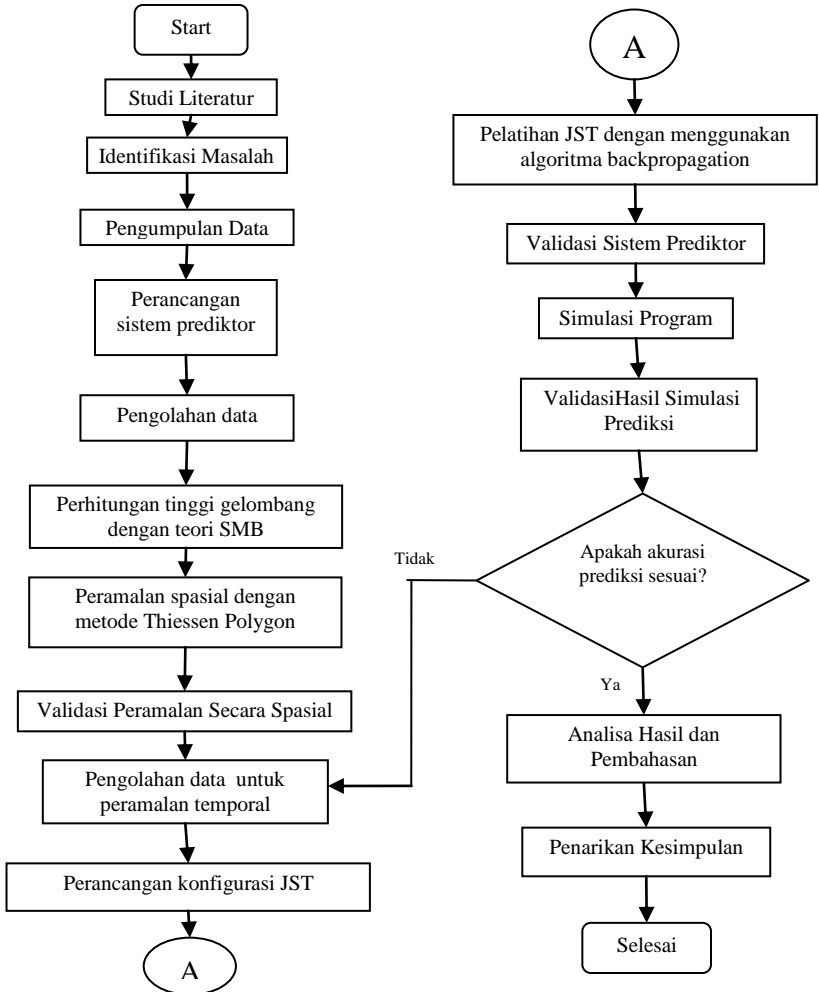 Start
Studi Literatur
Identifikasi Masalah
Pengumpulan Data
Perancangan
sistem prediktor
Pengolahan data
Perhitungan tinggi gelombang
dengan teori SMB
Peramalan spasial dengan
metode Thiessen Polygon
Validasi Peramalan Secara Spasial
Pengolahan data untuk
peramalan temporal
Perancangan konfigurasi JST
A
A
Pelatihan JST dengan menggunakan
algoritma backpropagation
Validasi Sistem Prediktor
Simulasi Program
ValidasiHasil Simulasi
Prediksi
Apakah akurasi
prediksi sesuai?
Tidak
Ya
Analisa Hasil dan
Pembahasan
Penarikan Kesimpulan
Selesai